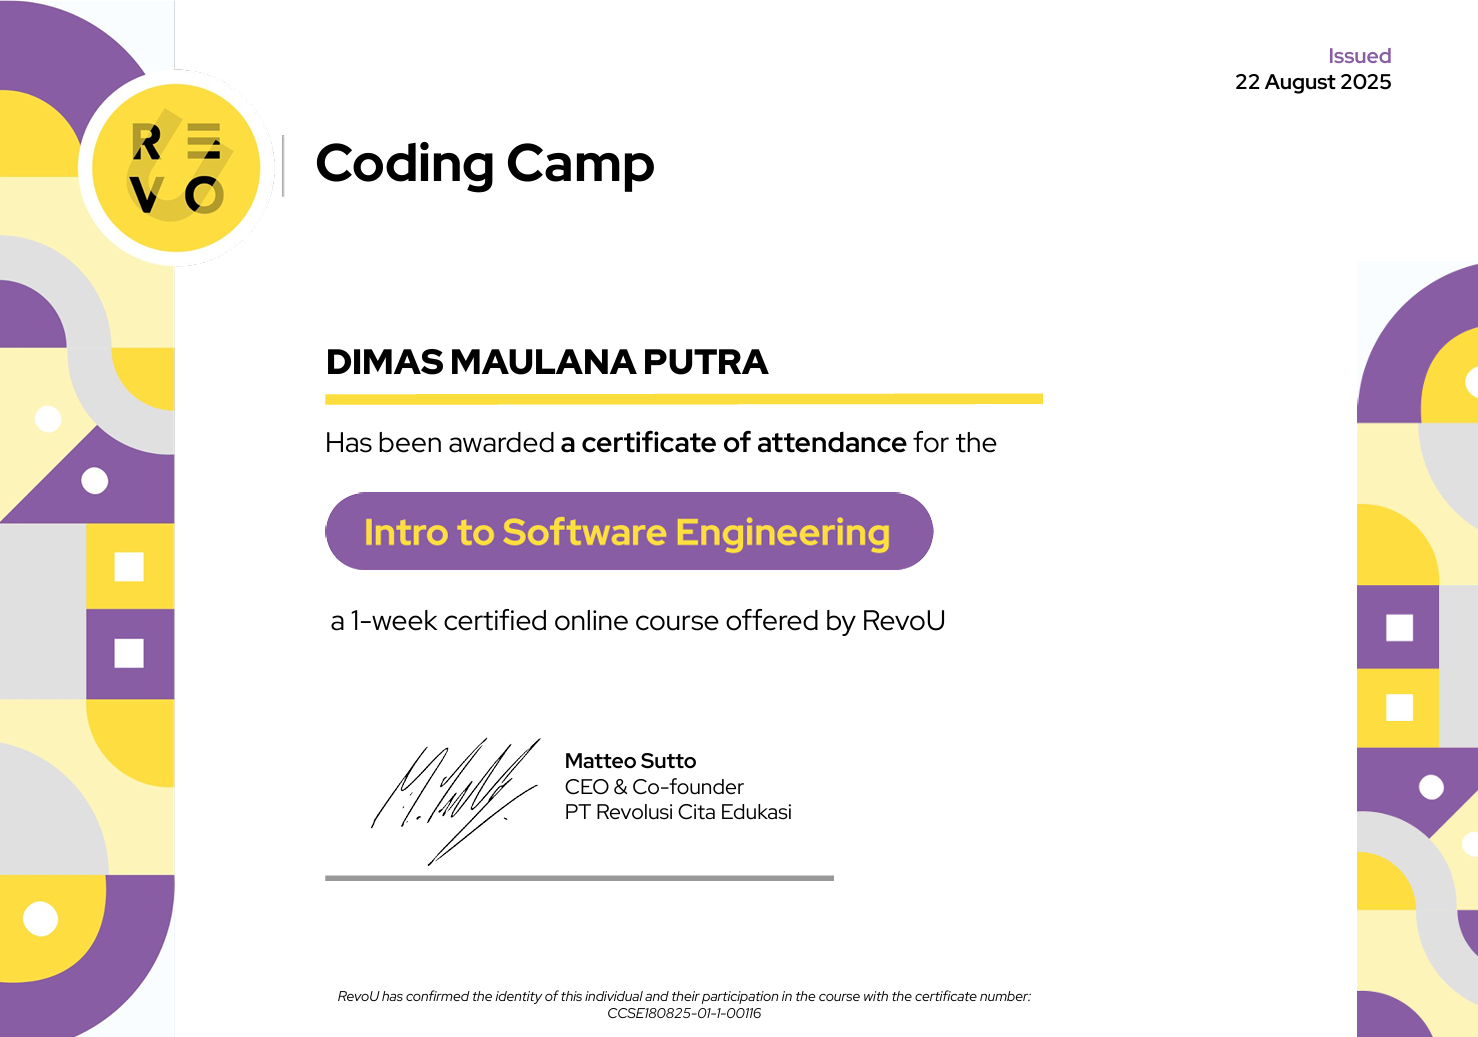 Issued
22 August 2025
RE
VO
Coding Camp
DIMAS MAULANA PUTRA
Has been awarded a certificate of attendance for the
Intro to Software Engineering
a 1-week certified online course offered by RevoU
Matteo Sutto
CEO & Co-founder
PT Revolusi Cita Edukasi
RevoU has confirmed the identity of this individual and their participation in the course with the certificate number:
CCSE180825-01-1-00116